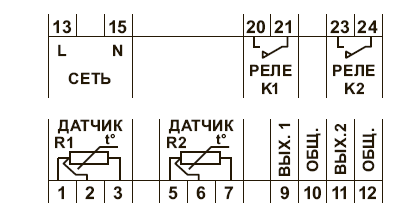 13 15 20 21 23 24
L N
СЕТЬ
РЕЛЕ
K1
РЕЛЕ
K2
ДАТЧИК
R1 t°
ДАТЧИК
R2 t°
ВЫХ. 1
ОБЩ.
ВЫХ.2
ОБЩ.
1 2 3 5 6 7 9 10 11 12